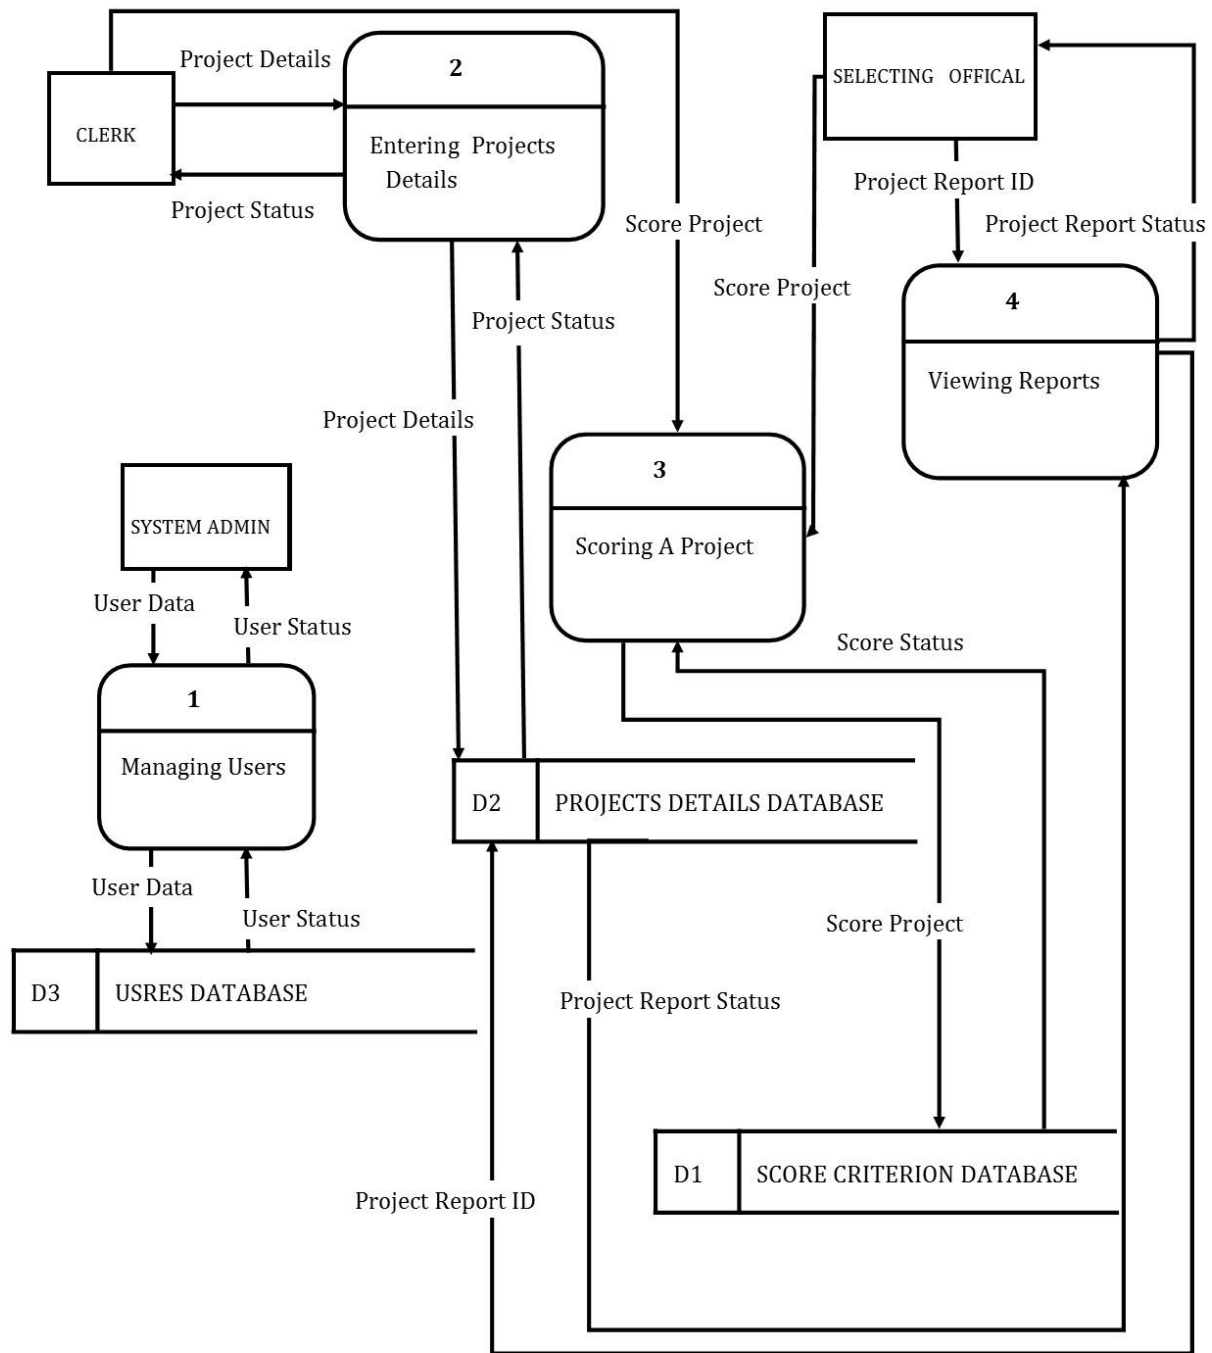 Project Details
2
SELECTING OFFICAL
CLERK
Entering Projects
Details
Project Report ID
Project Status
Score Project
Project Report Status
Score Project
4
Project Status
Viewing Reports
Project Details
3
SYSTEM ADMIN
Scoring A Project
User Data
User Status
Score Status
1
Managing Users
D2
PROJECTS DETAILS DATABASE
User Data
User Status
Score Project
D3
USRES DATABASE
Project Report Status
D1
SCORE CRITERION DATABASE
Project Report ID